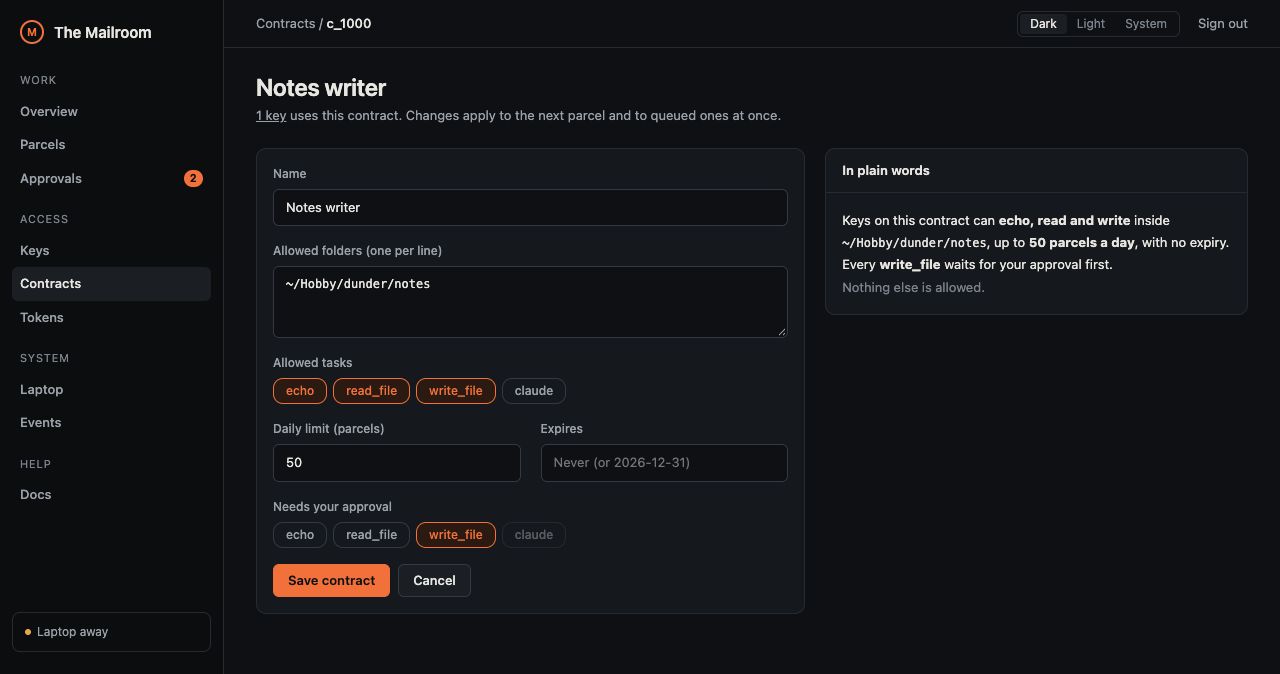 M The Mailroom
WORK
Overview
Parcels
Approvals 2
ACCESS
Keys
Contracts
Tokens
SYSTEM
Laptop
Events
HELP
Docs
Laptop away
Contracts / c_1000
Dark Light System Sign out
Notes writer
1 key uses this contract. Changes apply to the next parcel and to queued ones at once.
Name
Notes writer
Allowed folders (one per line)
~/Hobby/dunder/notes
Allowed tasks
echo read_file write_file claude
Daily limit (parcels) Expires
50 Never (or 2026-12-31)
Needs your approval
echo read_file write_file claude
Save contract Cancel
In plain words
Keys on this contract can echo, read and write inside
~/Hobby/dunder/notes, up to 50 parcels a day, with no expiry.
Every write_file waits for your approval first.
Nothing else is allowed.